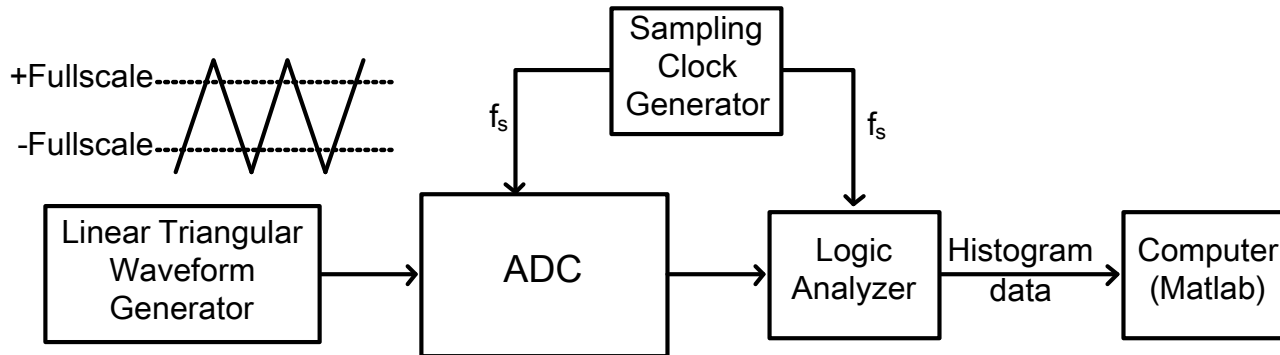 Sampling
Clock
Generator
+Fullscale
-Fullscale
fₛ
fₛ
Linear Triangular
Waveform
Generator
ADC
Logic
Analyzer
Histogram
data
Computer
(Matlab)